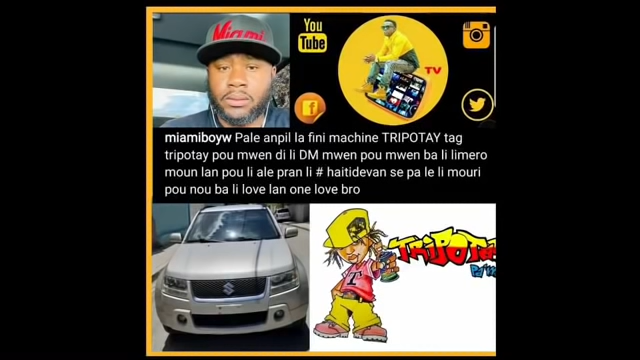 Miami
You
Tube
TV
miamiboyw Pale anpil la fini machine TRIPOTAY tag
tripotay pou mwen di li DM mwen pou mwen ba li limero
moun lan pou li ale pran li # haitidevan se pa le li mouri
pou nou ba li love lan one love bro
T